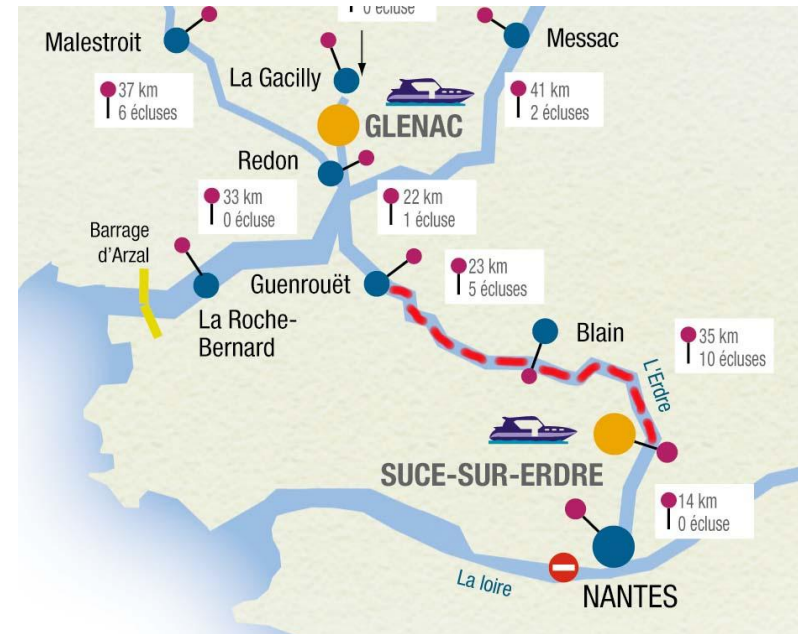 0 écluse
Malestroit
Messac
La Gacilly
37 km
6 écluses
41 km
2 écluses
GLENAC
Redon
33 km
0 écluse
22 km
1 écluse
Barrage
d'Arzal
Guenrouët
23 km
5 écluses
La Roche-
Bernard
Blain
35 km
10 écluses
L'Erdre
SUCE-SUR-ERDRE
14 km
0 écluse
La loire
NANTES